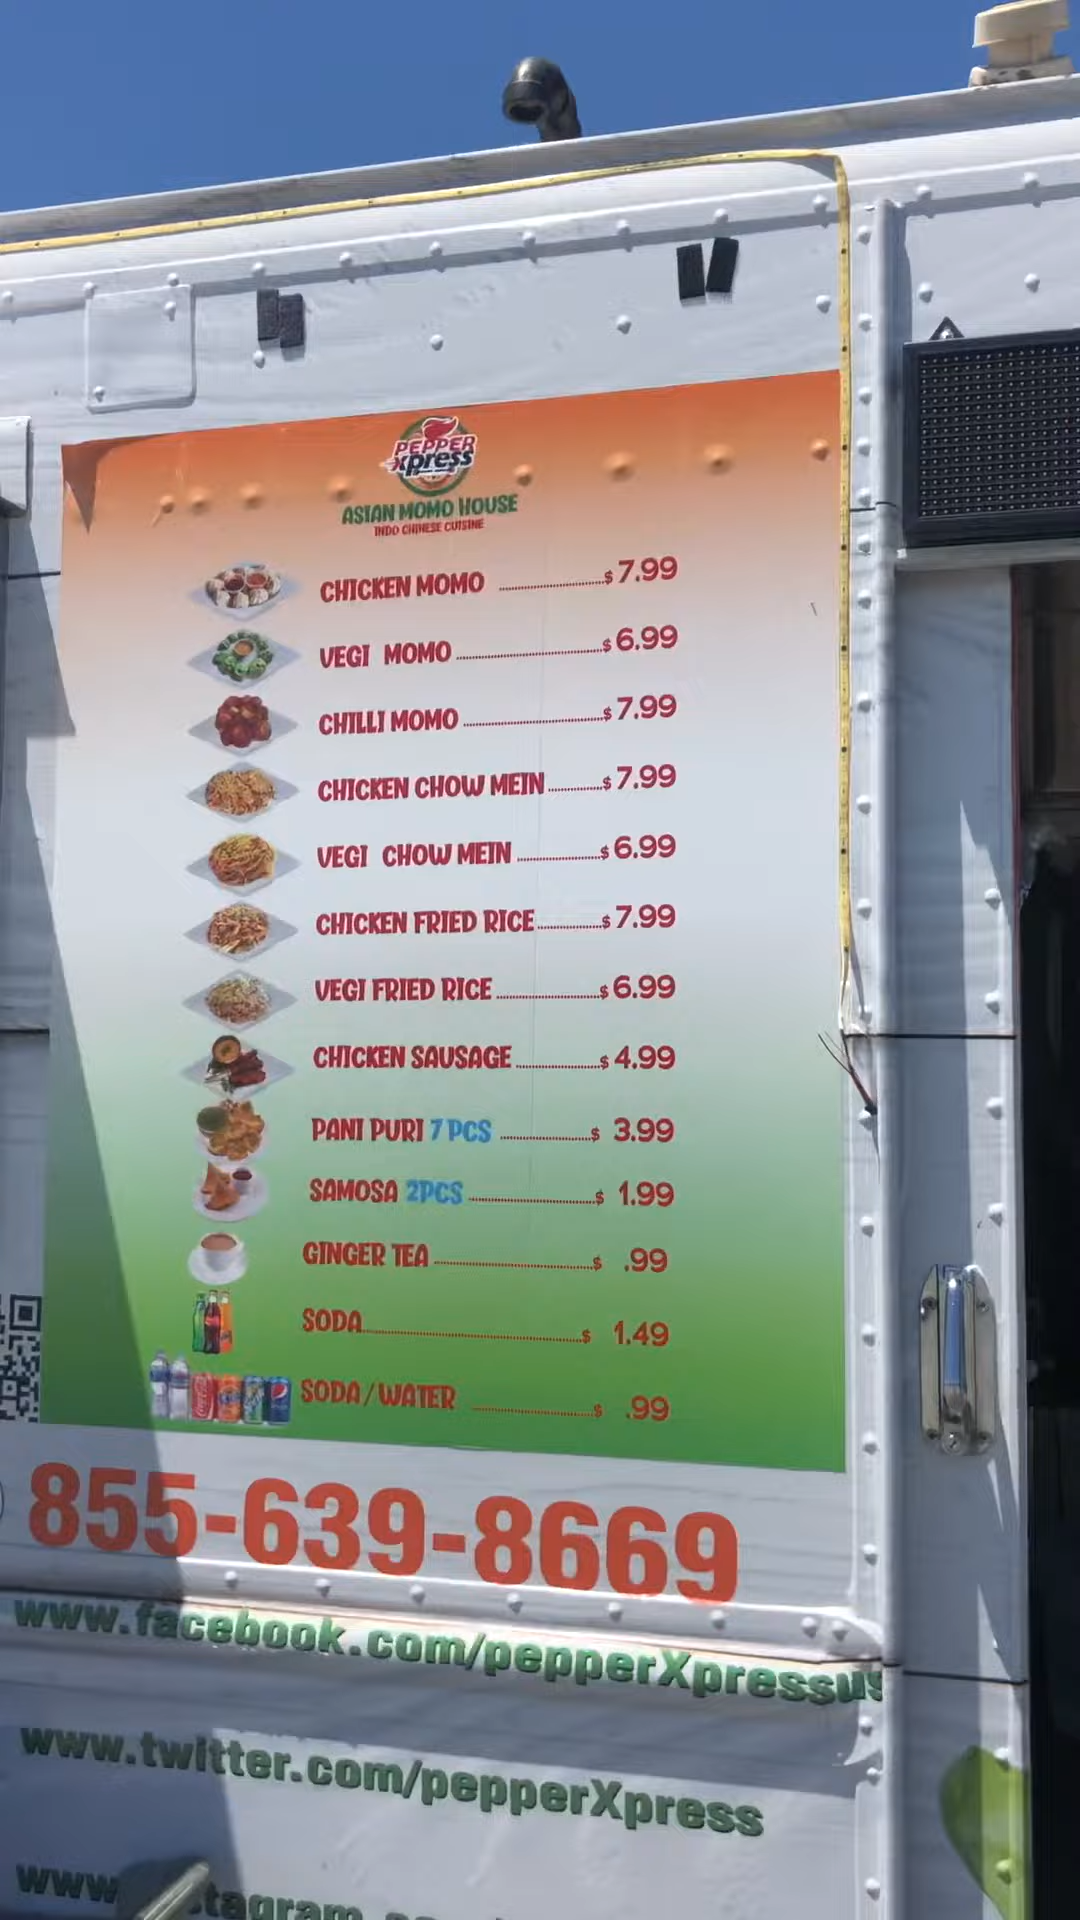 PEPPER
Xpress
ASIAN MOMO HOUSE
INDO CHINESE CUISINE
CHICKEN MOMO ..................$ 7.99
VEGI MOMO ..................$ 6.99
CHILLI MOMO ..................$ 7.99
CHICKEN CHOW MEIN ..................$ 7.99
VEGI CHOW MEIN ..................$ 6.99
CHICKEN FRIED RICE ..................$ 7.99
VEGI FRIED RICE ..................$ 6.99
CHICKEN SAUSAGE ..................$ 4.99
PANI PURI 7 PCS ..................$ 3.99
SAMOSA 2PCS ..................$ 1.99
GINGER TEA ..................$ .99
SODA ..................$ 1.49
SODA/WATER ..................$ .99
855-639-8669
www.facebook.com/pepperXpressus
www.twitter.com/pepperXpress
www